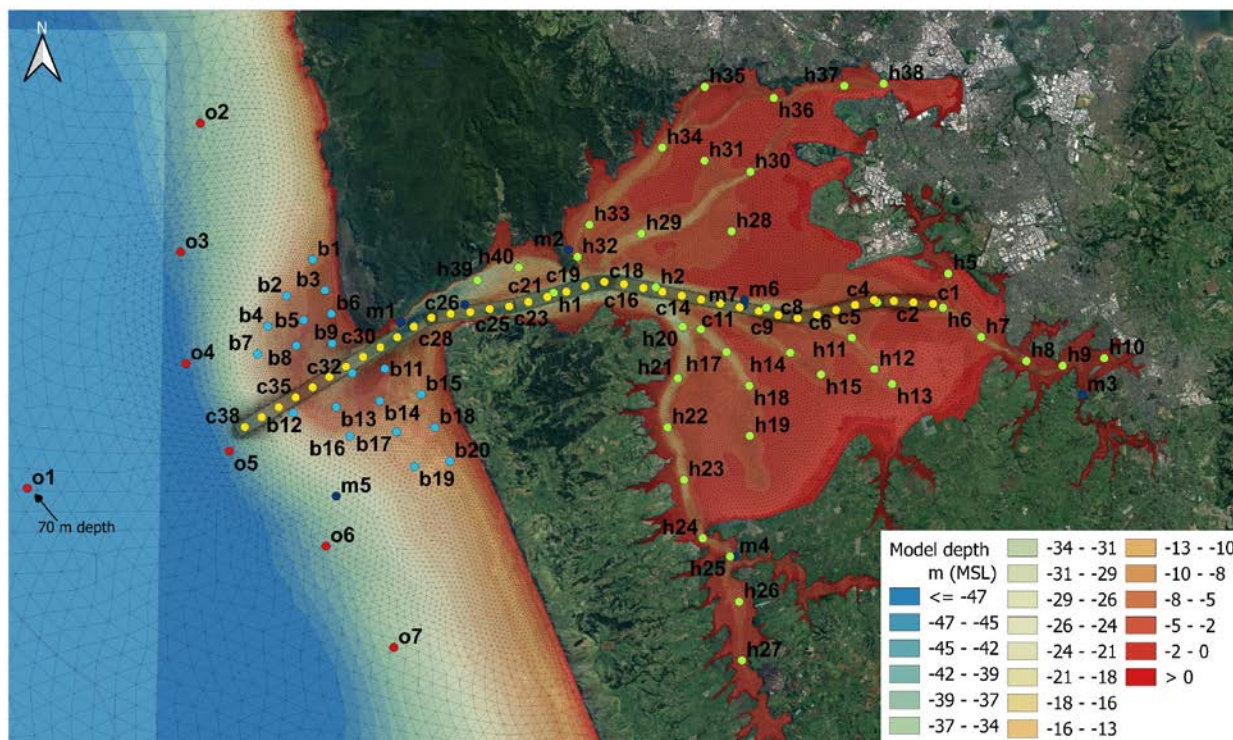 N
h35
h37
h38
h36
o2
h34
h31
h30
h33
h29
h28
m2
h32
o3
b1
h40
h39
h5
b3
b2
c19
c18
h2
m6
c4
c1
b6
m1
c26
c21
h1
c16
m7
c2
b4
b5
b9
c30
c25
c23
c14
c11
c8
c9
c6
c5
h6
h7
b7
b8
c28
h20
h17
h14
h11
h8
h9
h10
o4
c32
b11
h21
h12
c35
b15
h18
h15
h13
m3
c38
b12
b13
b14
h22
b18
h19
b16
b17
b20
o5
b19
o1
h23
m5
70 m depth
o6
h24
m4
h25
h26
o7
h27
Model depth
m (MSL)
<= -47
-47 - -45
-45 - -42
-42 - -39
-39 - -37
-37 - -34
-34 - -31
-31 - -29
-29 - -26
-26 - -24
-24 - -21
-21 - -18
-18 - -16
-16 - -13
-13 - -10
-10 - -8
-8 - -5
-5 - -2
-2 - 0
> 0